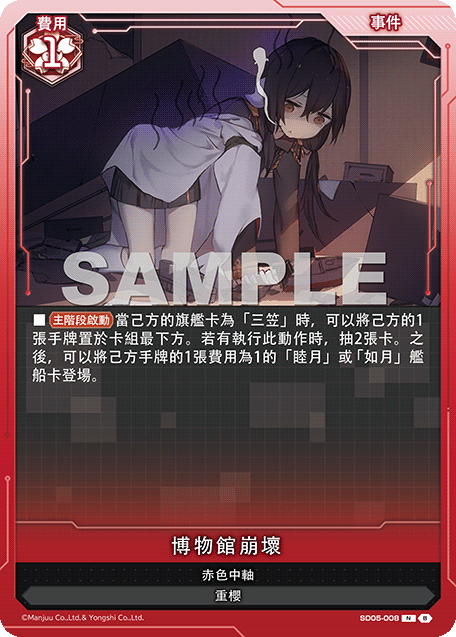 費用
事件
1
SAMPLE
■ 主階段啟動 當己方的旗艦卡為「三笠」時，可以將己方的1
張手牌置於卡組最下方。若有執行此動作時，抽2張卡。之
後，可以將己方手牌的1張費用為1的「睦月」或「如月」艦
船卡登場。
博物館崩壞
赤色中軸
重櫻
©Manjuu Co.,Ltd.& Yongshi Co.,Ltd.
SD05-008 N B